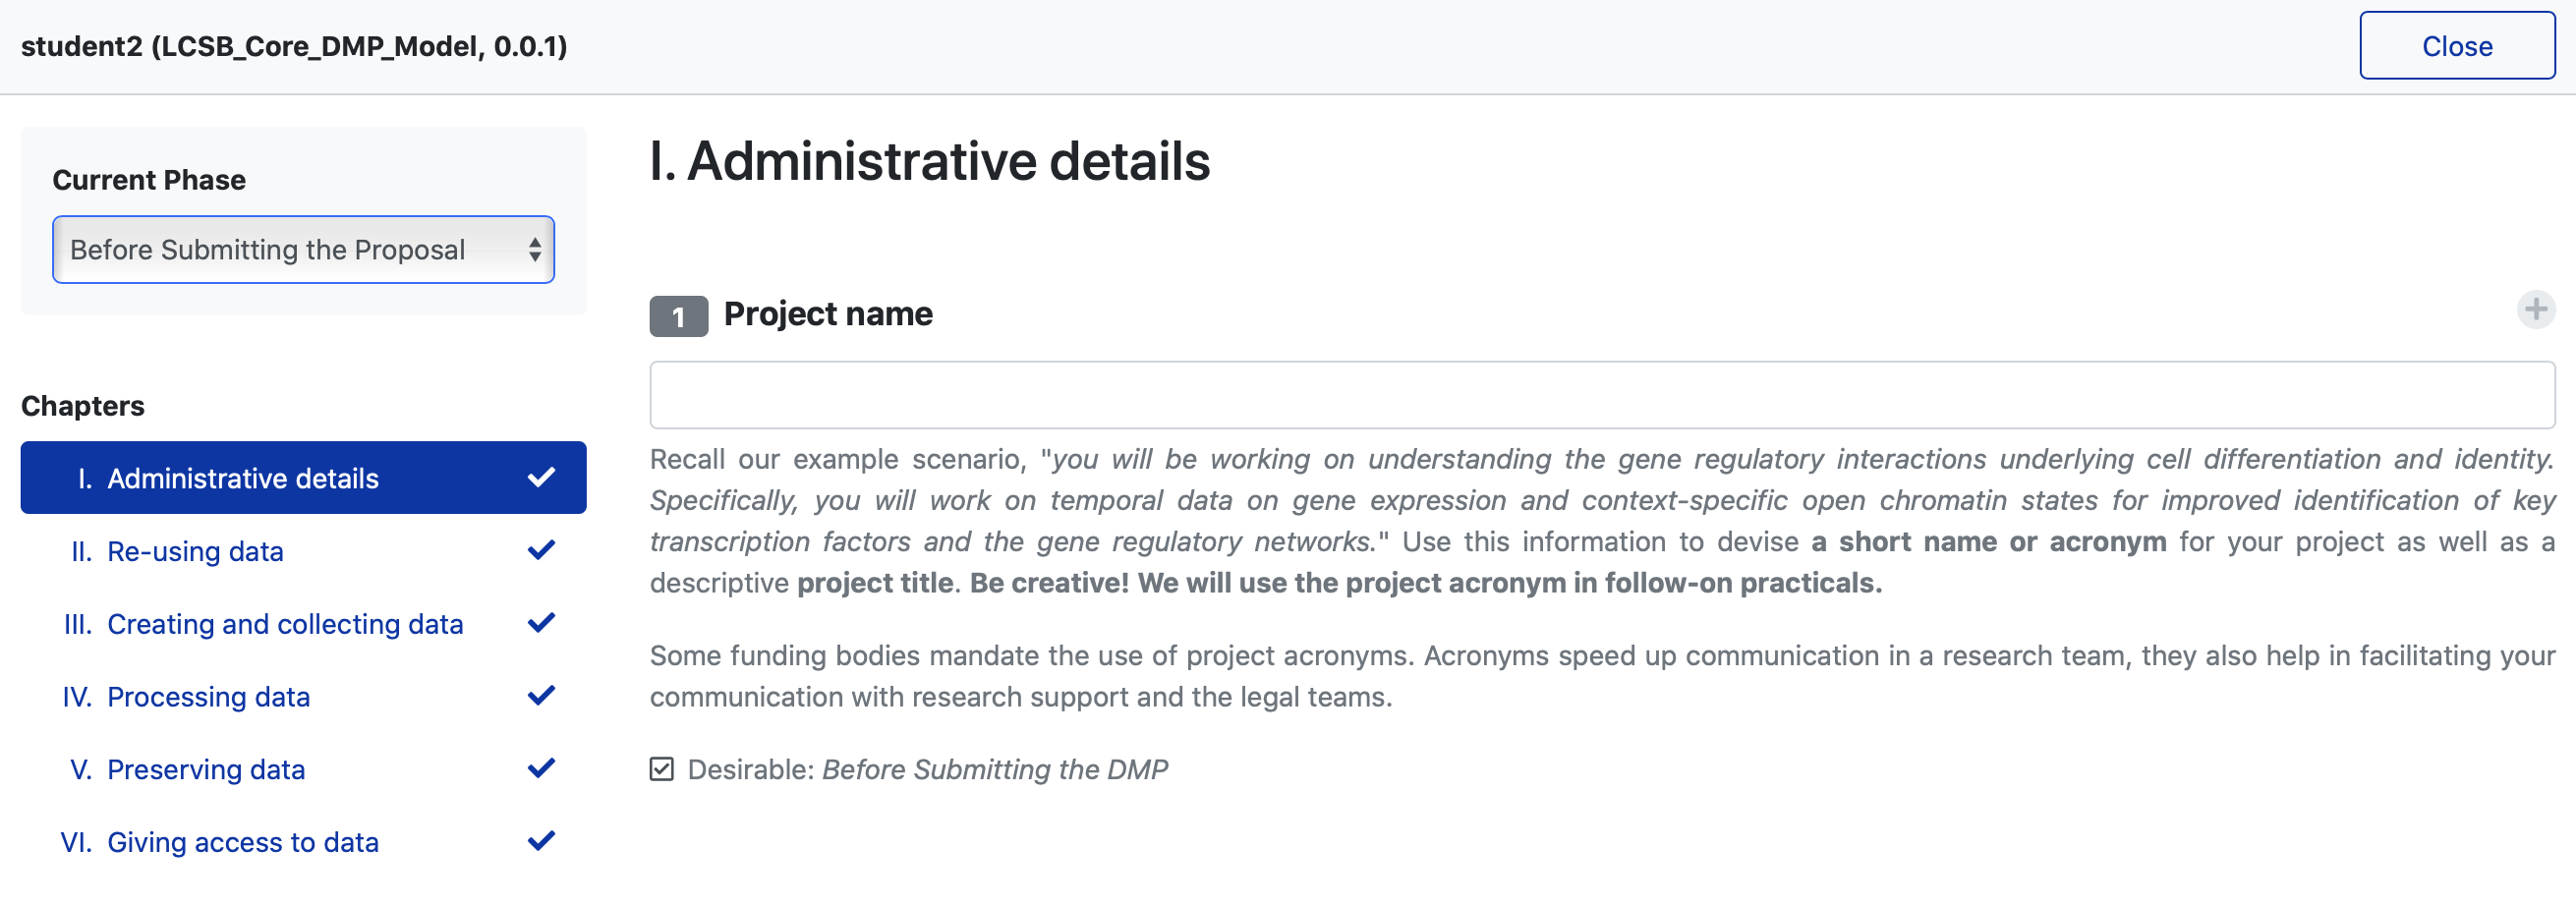 student2 (LCSB_Core_DMP_Model, 0.0.1)
Close
Current Phase
Before Submitting the Proposal
Chapters
I. Administrative details
II. Re-using data
III. Creating and collecting data
IV. Processing data
V. Preserving data
VI. Giving access to data
I. Administrative details
1 Project name
Recall our example scenario, "you will be working on understanding the gene regulatory interactions underlying cell differentiation and identity.
Specifically, you will work on temporal data on gene expression and context-specific open chromatin states for improved identification of key
transcription factors and the gene regulatory networks." Use this information to devise a short name or acronym for your project as well as a
descriptive project title. Be creative! We will use the project acronym in follow-on practicals.
Some funding bodies mandate the use of project acronyms. Acronyms speed up communication in a research team, they also help in facilitating your
communication with research support and the legal teams.
Desirable: Before Submitting the DMP